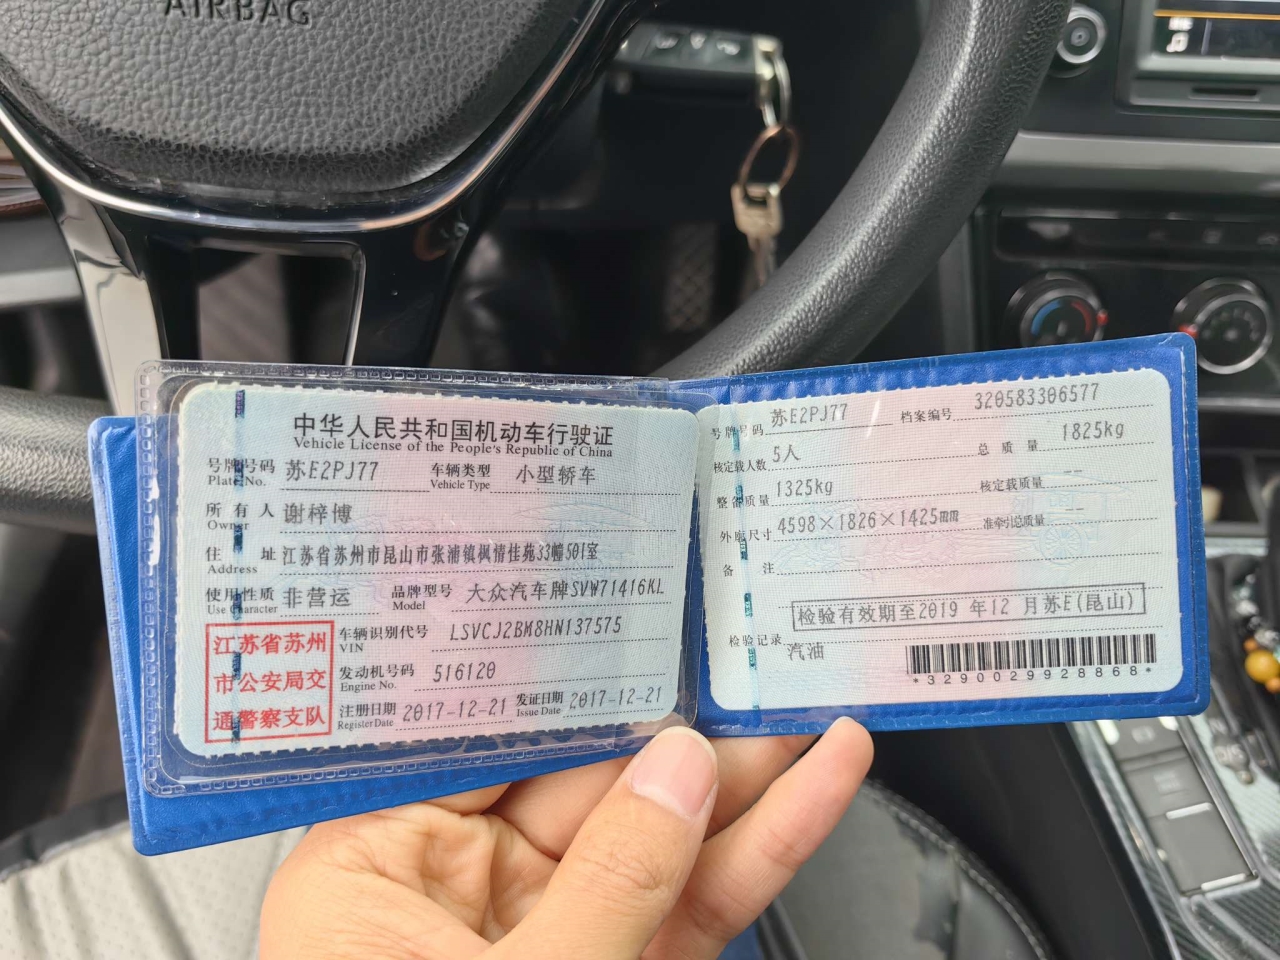 AIRBAG
中华人民共和国机动车行驶证
Vehicle License of the People's Republic of China
号牌号码 苏E2PJ77 车辆类型 小型轿车
Plate No. Vehicle Type
所有人 谢梓博
Owner
住址 江苏省苏州市昆山市张浦镇枫情佳苑33幢501室
Address
使用性质 非营运 品牌型号 大众汽车牌SVW71416KL
Use Character Model
江苏省苏州
市公安局交
通警察支队
车辆识别代号 LSVCJ2BM8HN137575
VIN
发动机号码 516120
Engine No.
注册日期 2017-12-21 发证日期 2017-12-21
Register Date Issue Date
号牌号码 苏E2PJ77 档案编号 320583306577
核定载人数 5人 总质量 1825kg
整备质量 1325kg 核定载质量 --
外廓尺寸 4598×1826×1425mm 准牵引总质量 --
备注
检验有效期至2019年12月苏E(昆山)
检验记录 汽油
*3290029928868*